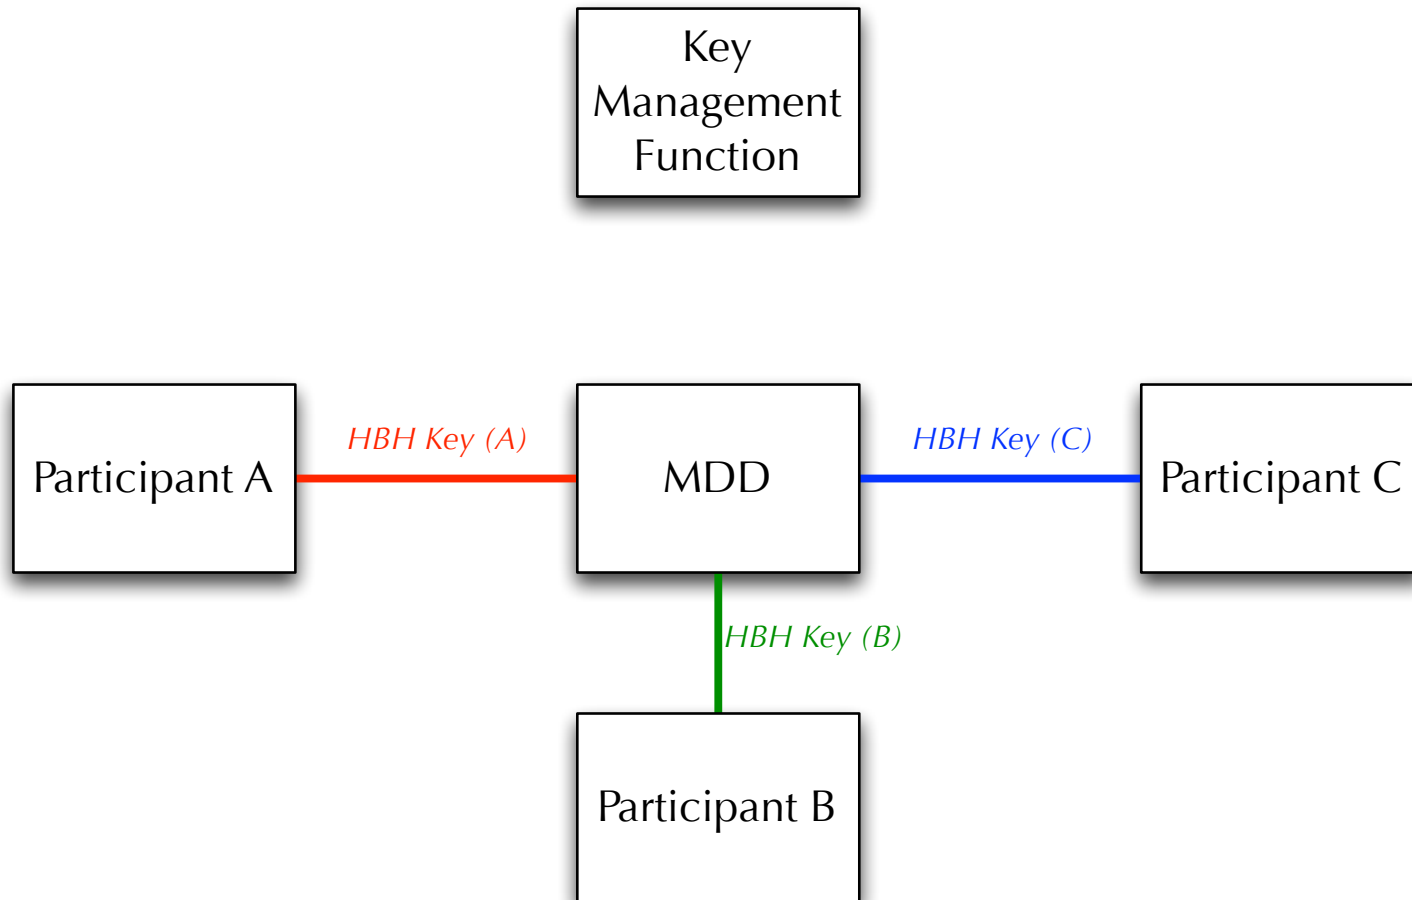 Key
Management
Function
HBH Key (A)
HBH Key (C)
Participant A
MDD
Participant C
HBH Key (B)
Participant B